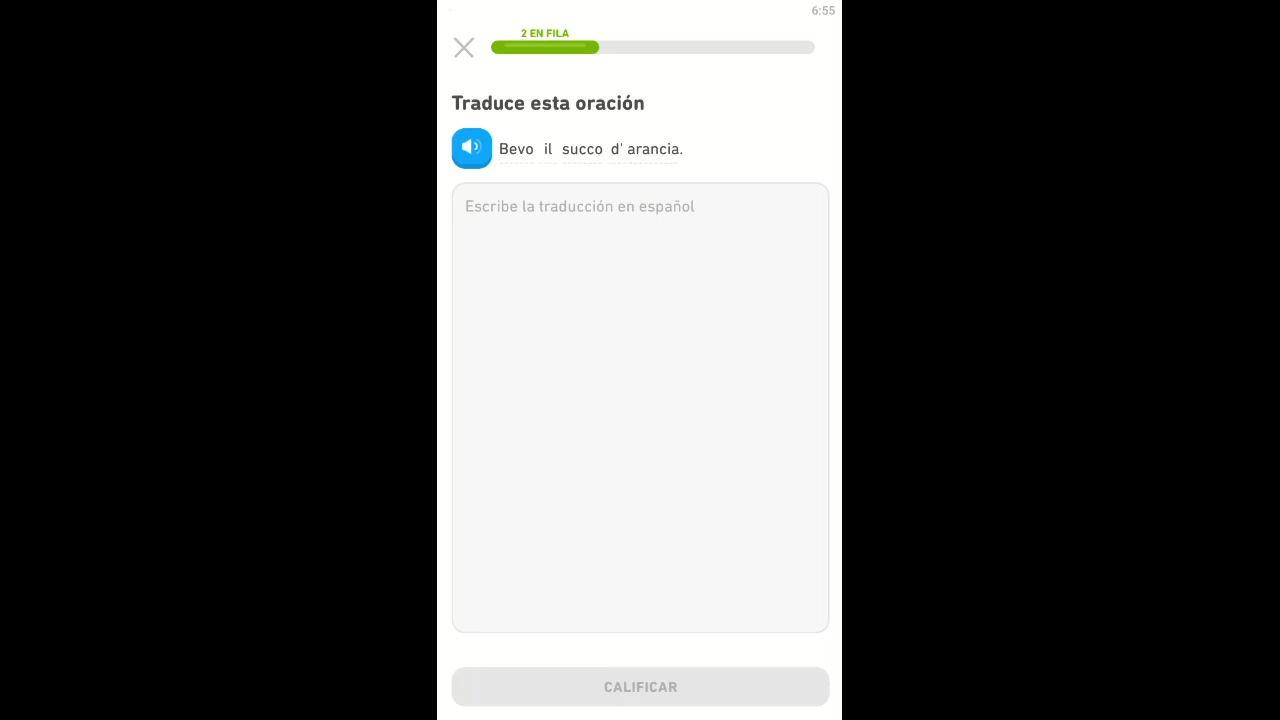 6:55
2 EN FILA
Traduce esta oración
Bevo il succo d' arancia.
Escribe la traducción en español
CALIFICAR